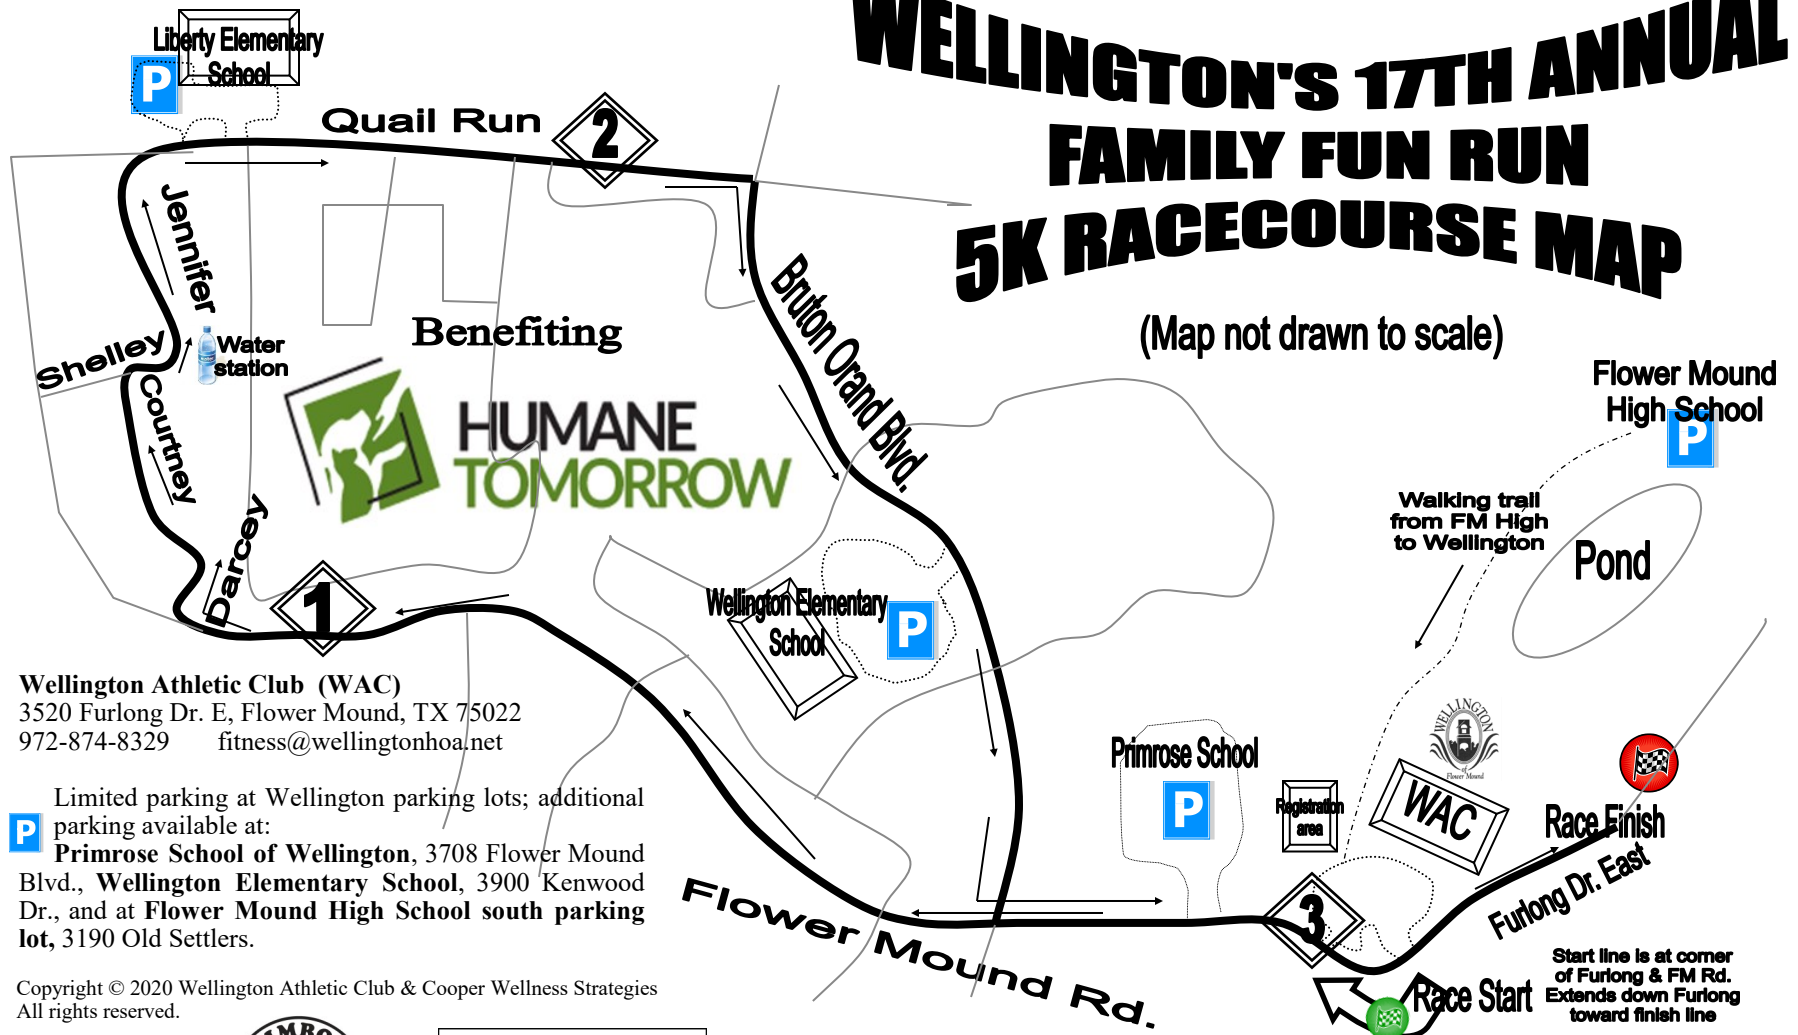 WELLINGTON'S 17TH ANNUAL
FAMILY FUN RUN
5K RACECOURSE MAP
(Map not drawn to scale)
Liberty Elementary
School
P
Quail Run
2
Jennifer
Shelley
Water
station
Courtney
Darcey
1
Benefiting
HUMANE
TOMORROW
Bruton Orand Blvd.
Flower Mound
High School
P
Walking trail
from FM High
to Wellington
Pond
Wellington Elementary
School
P
Primrose School
P
Registration
area
WELLINGTON
of
Flower Mound
WAC
Race Finish
Furlong Dr. East
3
Flower Mound Rd.
Race Start
Start line is at corner
of Furlong & FM Rd.
Extends down Furlong
toward finish line
Wellington Athletic Club (WAC)
3520 Furlong Dr. E, Flower Mound, TX 75022
972-874-8329 fitness@wellingtonhoa.net
Limited parking at Wellington parking lots; additional
P parking available at:
Primrose School of Wellington, 3708 Flower Mound
Blvd., Wellington Elementary School, 3900 Kenwood
Dr., and at Flower Mound High School south parking
lot, 3190 Old Settlers.
Copyright © 2020 Wellington Athletic Club & Cooper Wellness Strategies
All rights reserved.